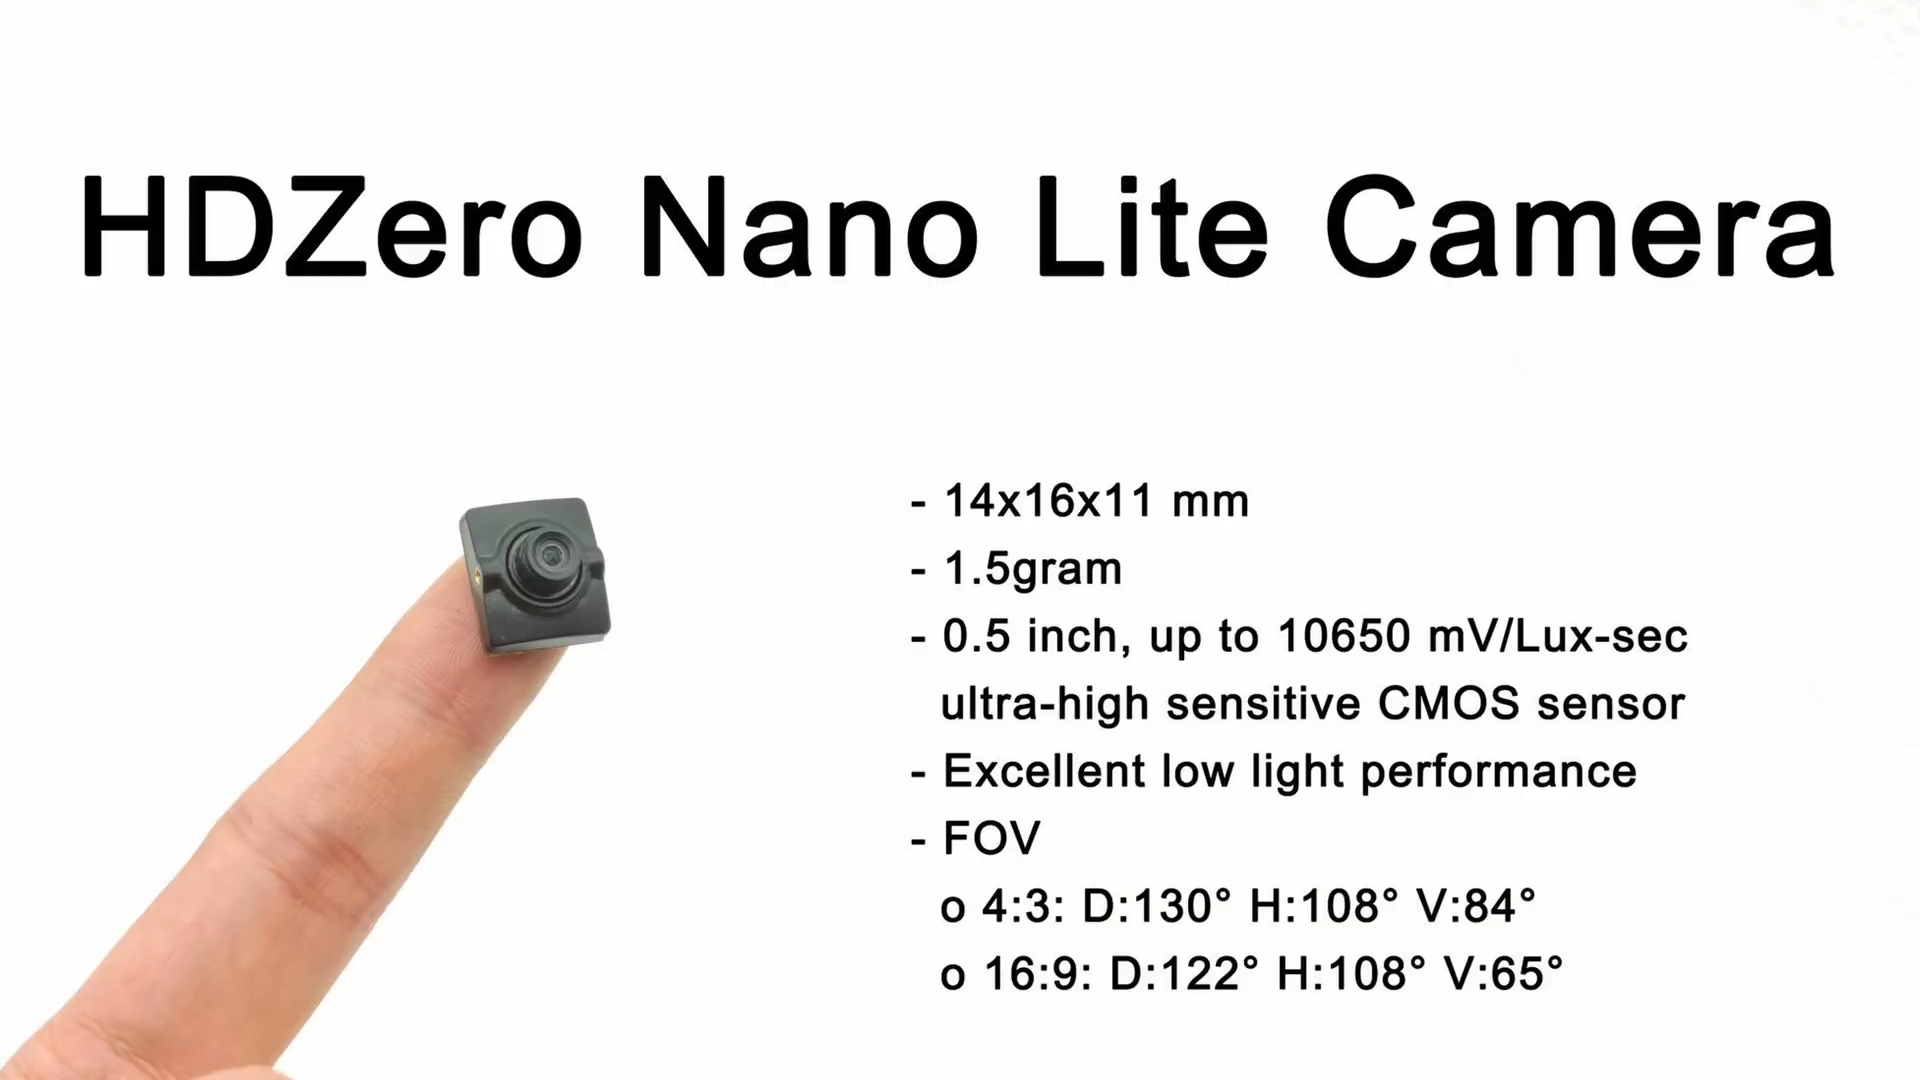 HDZero Nano Lite Camera
- 14x16x11 mm
- 1.5gram
- 0.5 inch, up to 10650 mV/Lux-sec
ultra-high sensitive CMOS sensor
- Excellent low light performance
- FOV
o 4:3: D:130° H:108° V:84°
o 16:9: D:122° H:108° V:65°